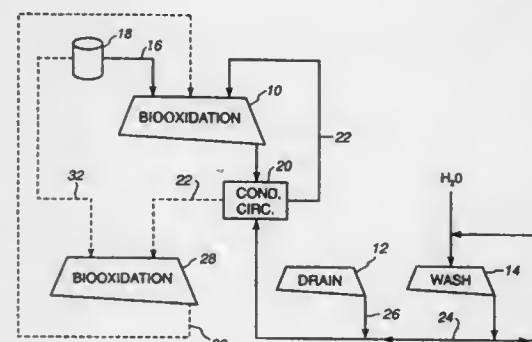 18
16
10
BIOOXIDATION
20
22
22
COND.
CIRC.
H₂O
32
28
BIOOXIDATION
12
DRAIN
26
14
WASH
24